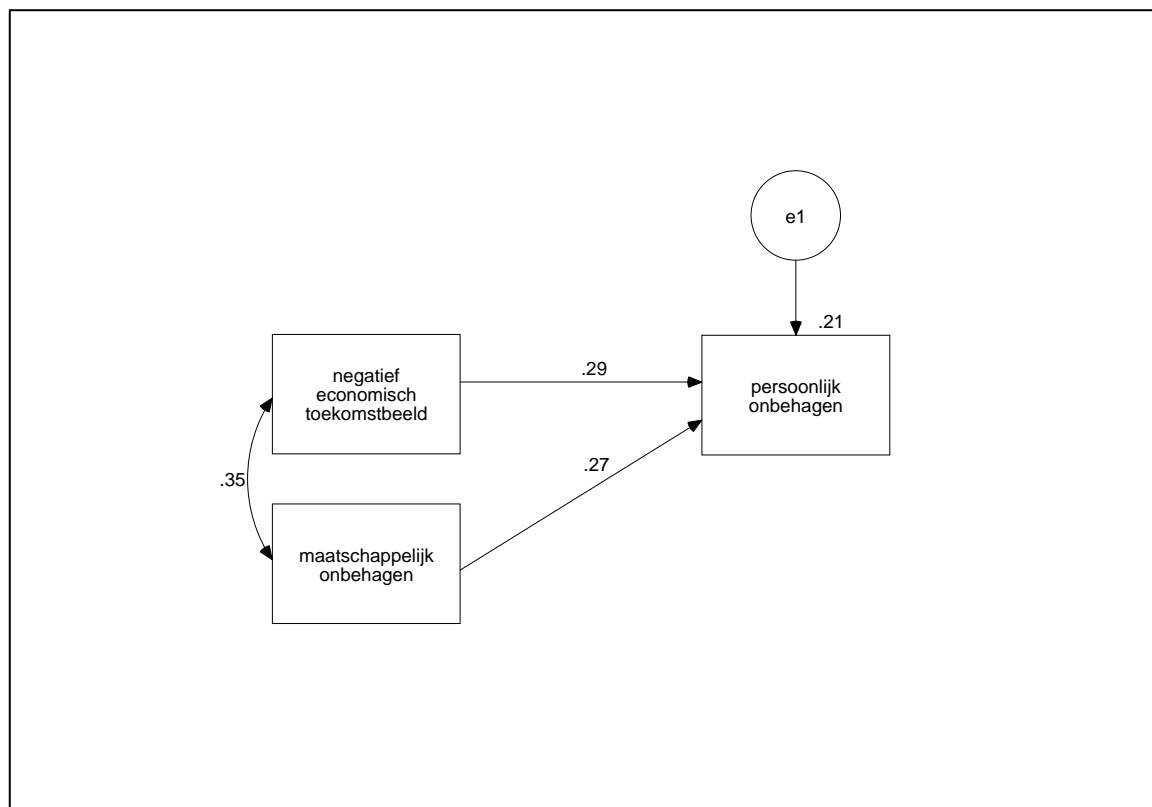 e1
.21
negatief
economisch
toekomstbeeld
.29
persoonlijk
onbehagen
.27
.35
maatschappelijk
onbehagen